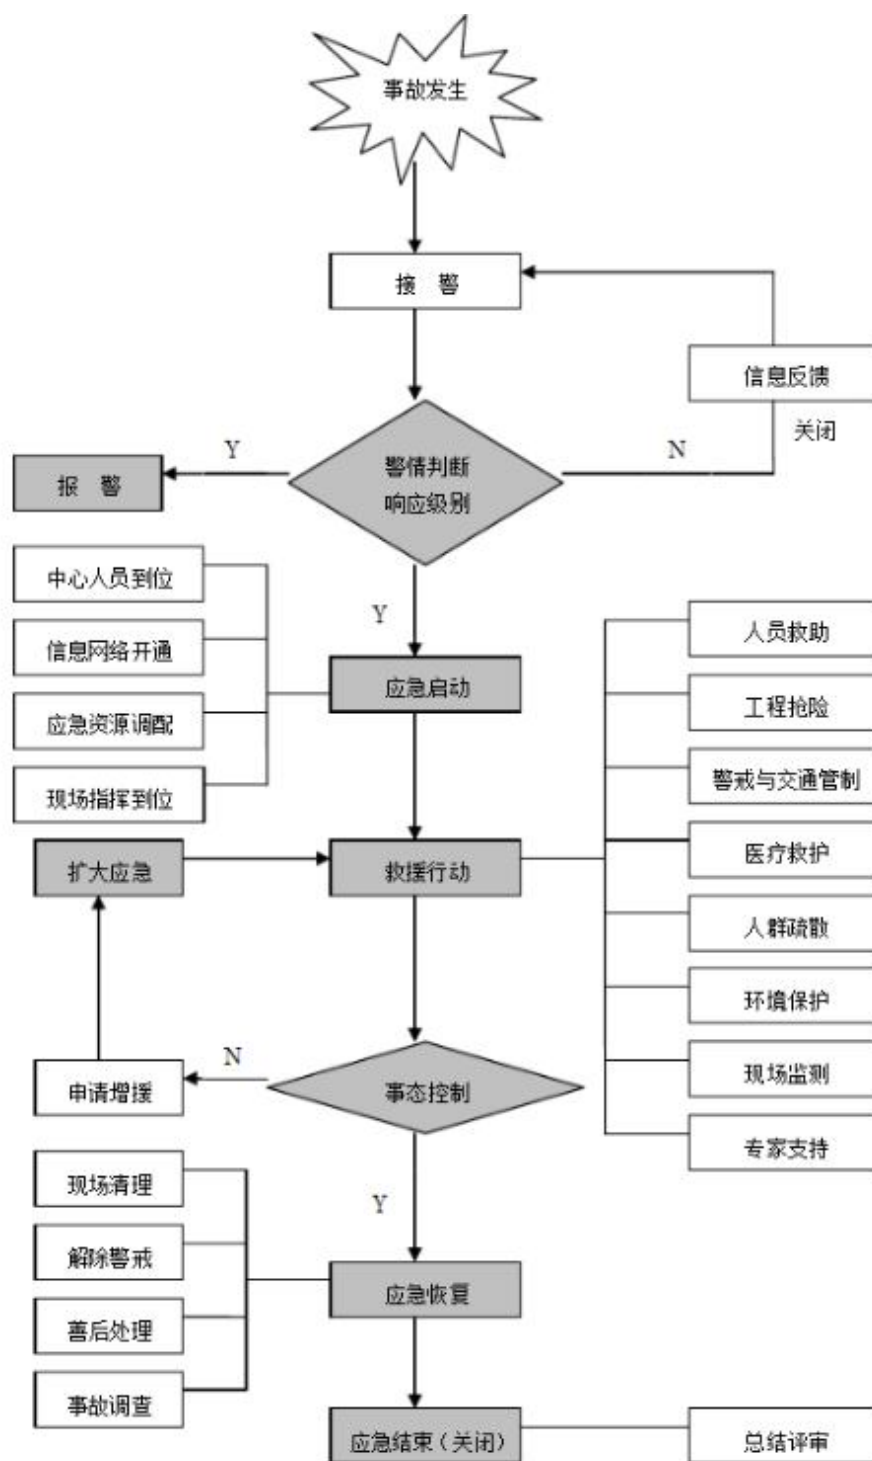 事故发生
接 警
信息反馈
关闭
Y
N
警情判断
响应级别
报 警
中心人员到位
信息网络开通
应急资源调配
现场指挥到位
Y
应急启动
人员救助
工程抢险
警戒与交通管制
医疗救护
人群疏散
环境保护
现场监测
专家支持
扩大应急
救援行动
申请增援
N
事态控制
Y
现场清理
解除警戒
善后处理
事故调查
应急恢复
应急结束（关闭）
总结评审